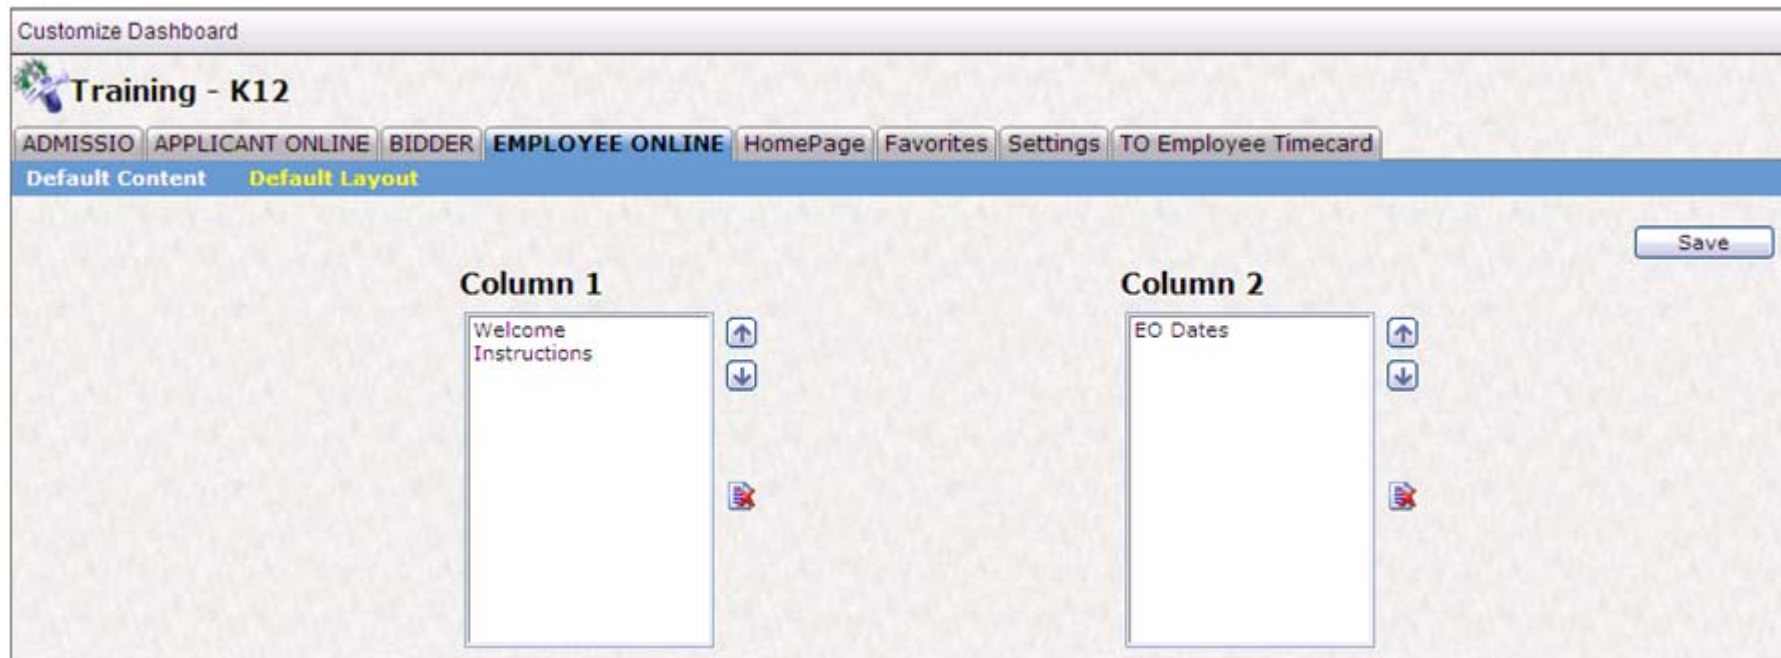 Customize Dashboard
Training - K12
ADMISSIO APPLICANT ONLINE BIDDER EMPLOYEE ONLINE HomePage Favorites Settings TO Employee Timecard
Default Content Default Layout
Save
Column 1 Column 2
Welcome EO Dates
Instructions